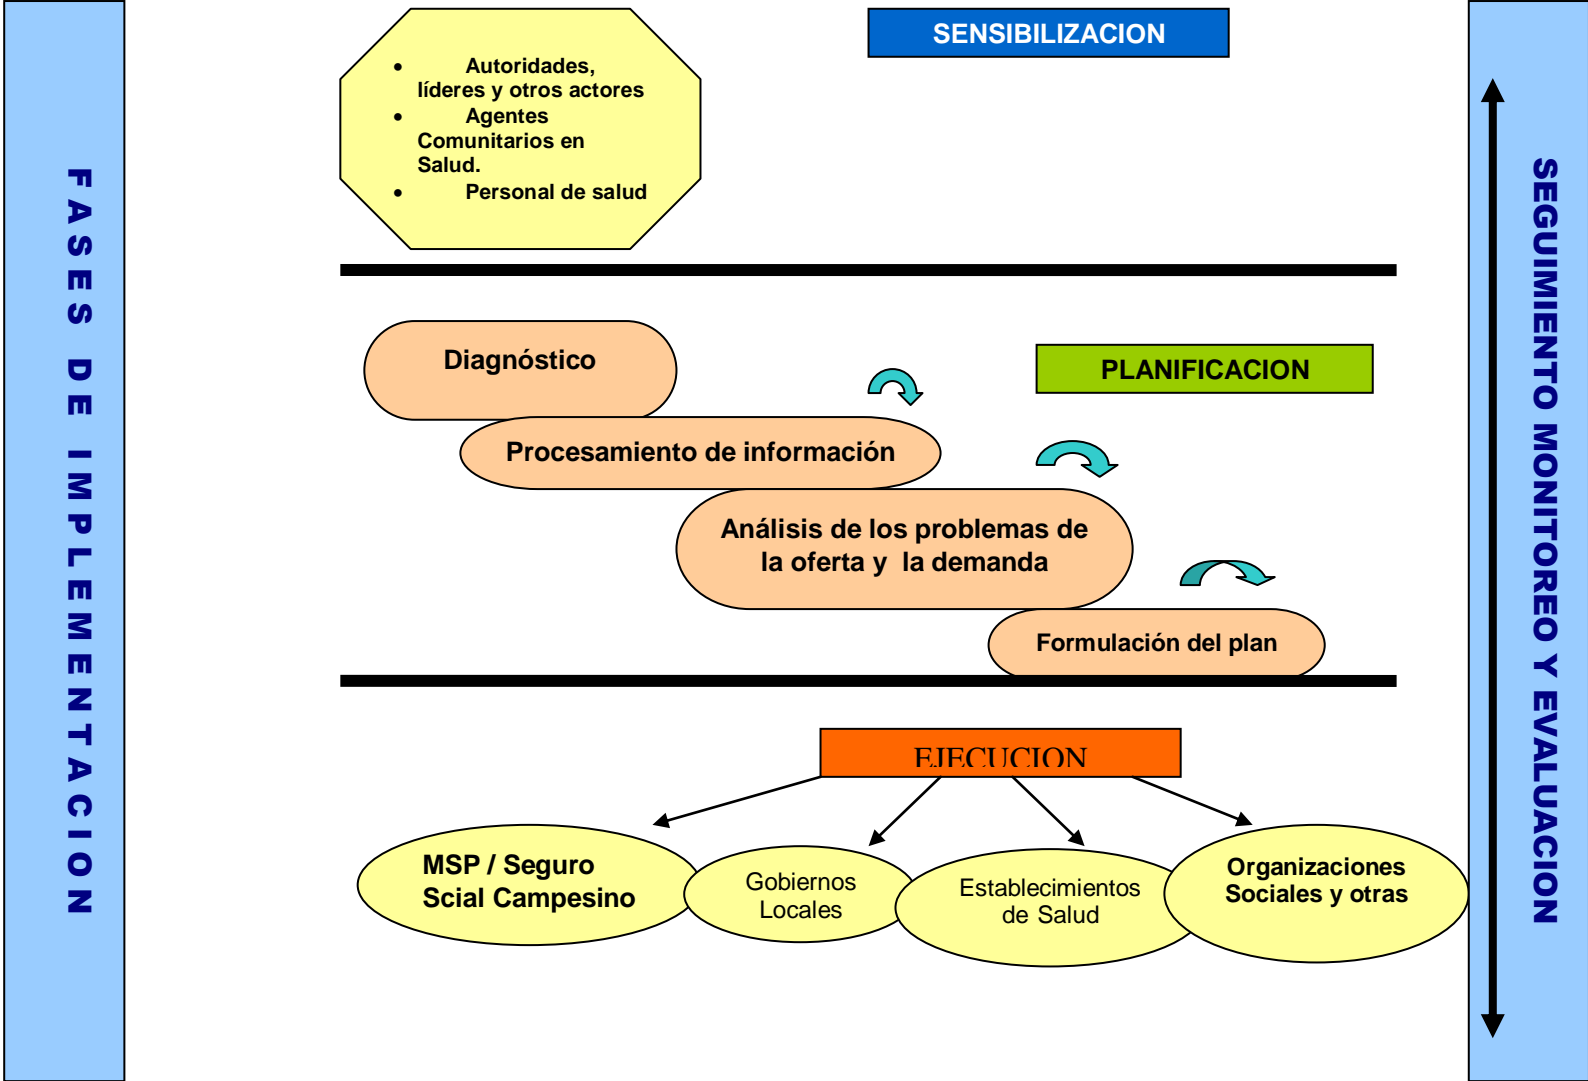 SENSIBILIZACION
• Autoridades,
líderes y otros actores
• Agentes
Comunitarios en
Salud.
• Personal de salud
FASES DE IMPLEMENTACION
SEGUIMIENTO MONITOREO Y EVALUACION
Diagnóstico
PLANIFICACION
Procesamiento de información
Análisis de los problemas de
la oferta y la demanda
Formulación del plan
EJECUCION
MSP / Seguro
Scial Campesino
Gobiernos
Locales
Establecimientos
de Salud
Organizaciones
Sociales y otras